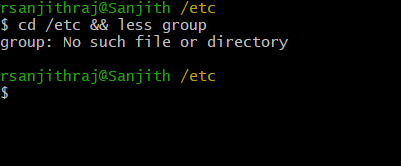 rsanjithraj@Sanjith /etc
$ cd /etc && less group
group: No such file or directory
rsanjithraj@Sanjith /etc
$